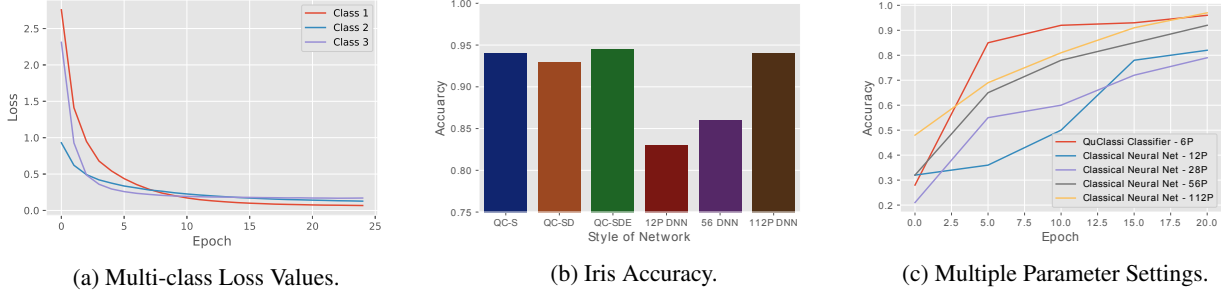 2.5
2.0
1.5
1.0
0.5
0.0
Loss
0
5
10
15
20
25
Epoch
Class 1
Class 2
Class 3
(a) Multi-class Loss Values.
1.00
0.95
0.90
0.85
0.80
0.75
Accuarcy
QC-S
QC-SD
QC-SDE
12P DNN
56 DNN
112P DNN
Style of Network
(b) Iris Accuracy.
1.0
0.9
0.8
0.7
0.6
0.5
0.4
0.3
0.2
Accuracy
QuClassi Classifier - 6P
Classical Neural Net - 12P
Classical Neural Net - 28P
Classical Neural Net - 56P
Classical Neural Net - 112P
0.0
2.5
5.0
7.5
10.0
12.5
15.0
17.5
20.0
Epoch
(c) Multiple Parameter Settings.